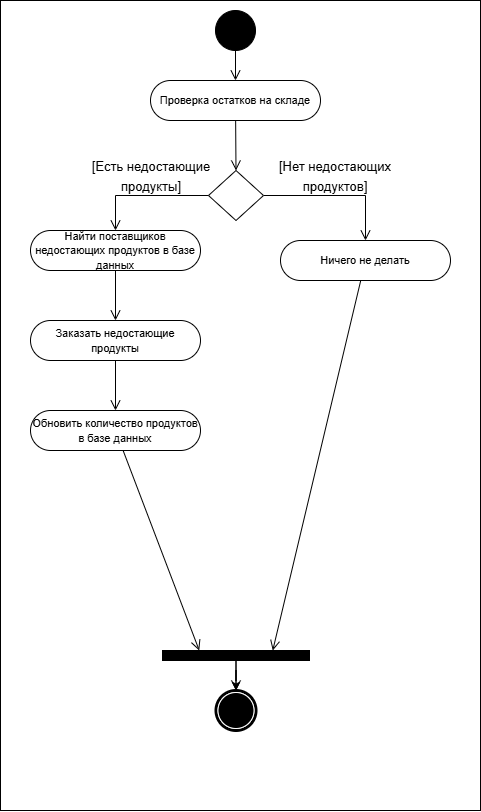 Проверка остатков на складе
[Есть недостающие
продукты]
[Нет недостающих
продуктов]
Найти поставщиков
недостающих продуктов в базе
данных
Ничего не делать
Заказать недостающие
продукты
Обновить количество продуктов
в базе данных